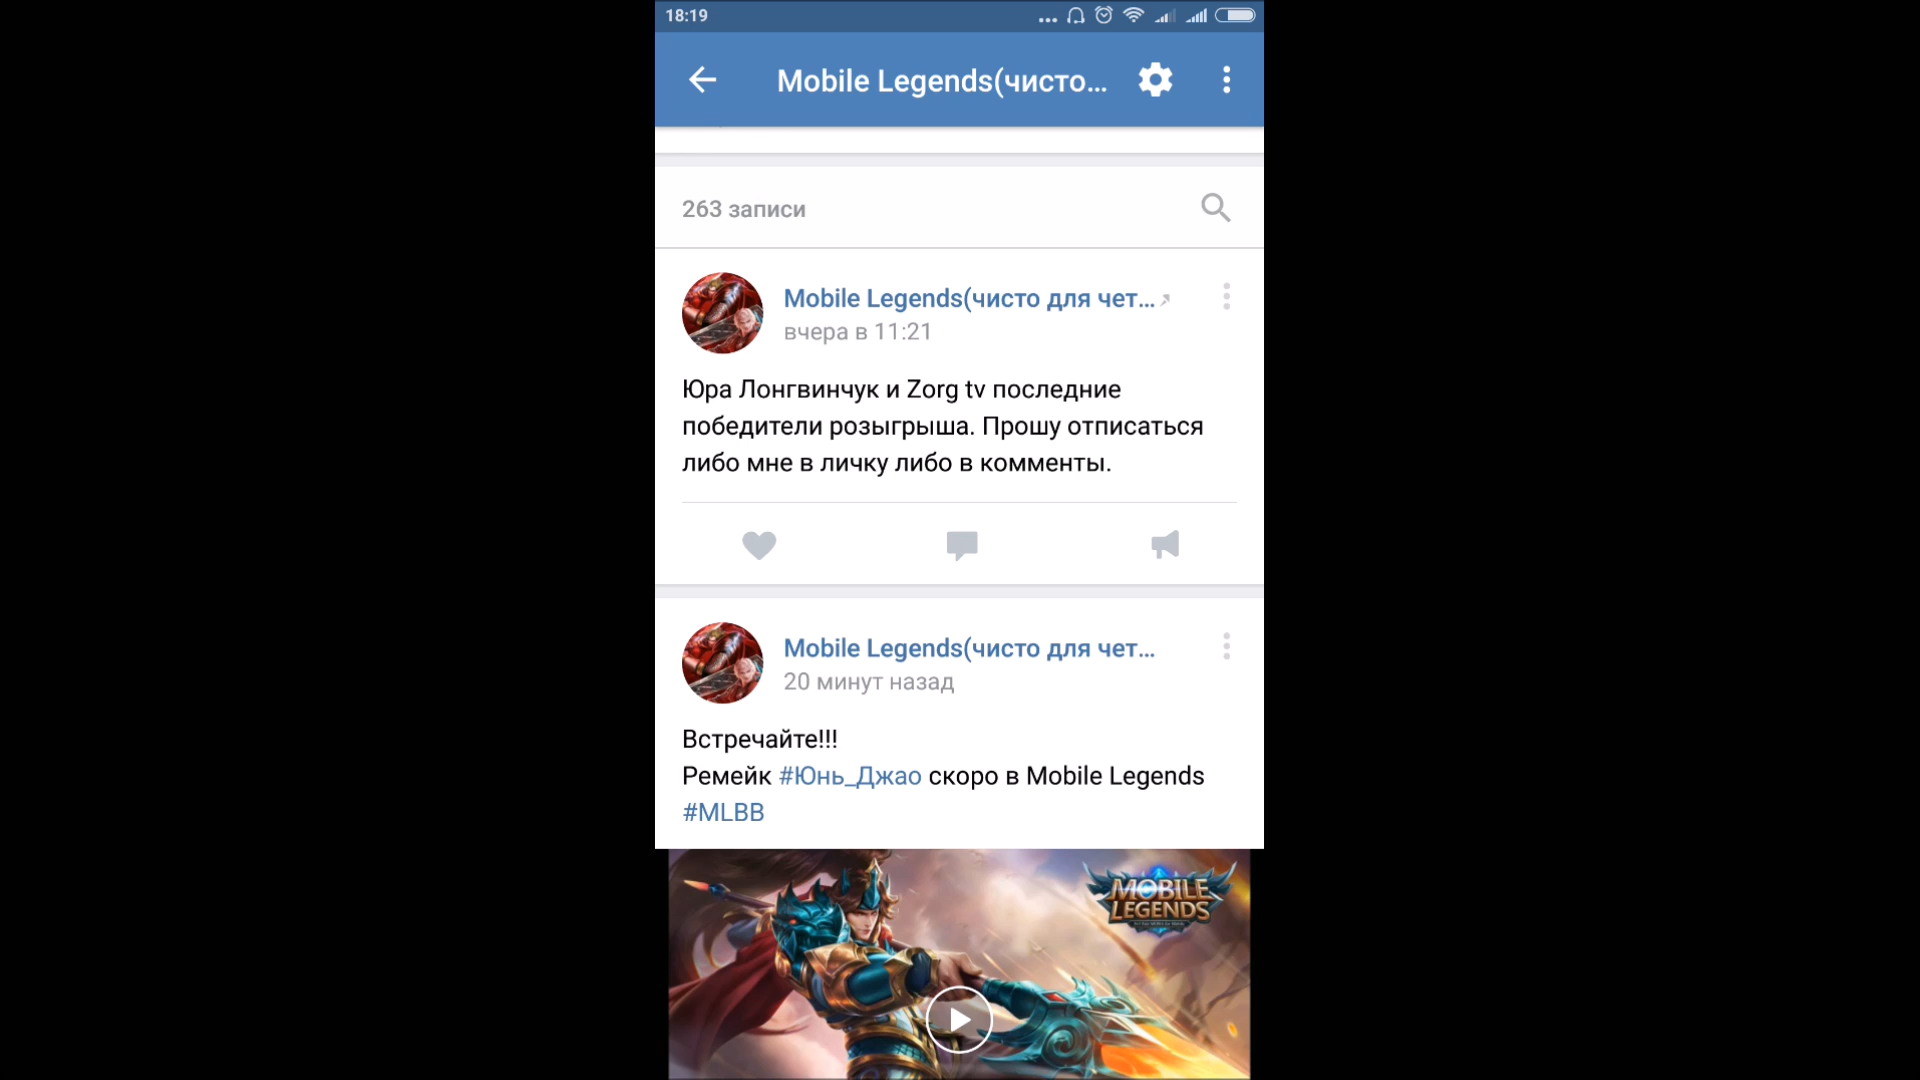 18:19
Mobile Legends(чисто...
263 записи
Mobile Legends(чисто для чет...
вчера в 11:21
Юра Лонгвинчук и Zorg tv последние
победители розыгрыша. Прошу отписаться
либо мне в личку либо в комменты.
Mobile Legends(чисто для чет...
20 минут назад
Встречайте!!!
Ремейк #Юнь_Джао скоро в Mobile Legends
#MLBB
MOBILE
LEGENDS